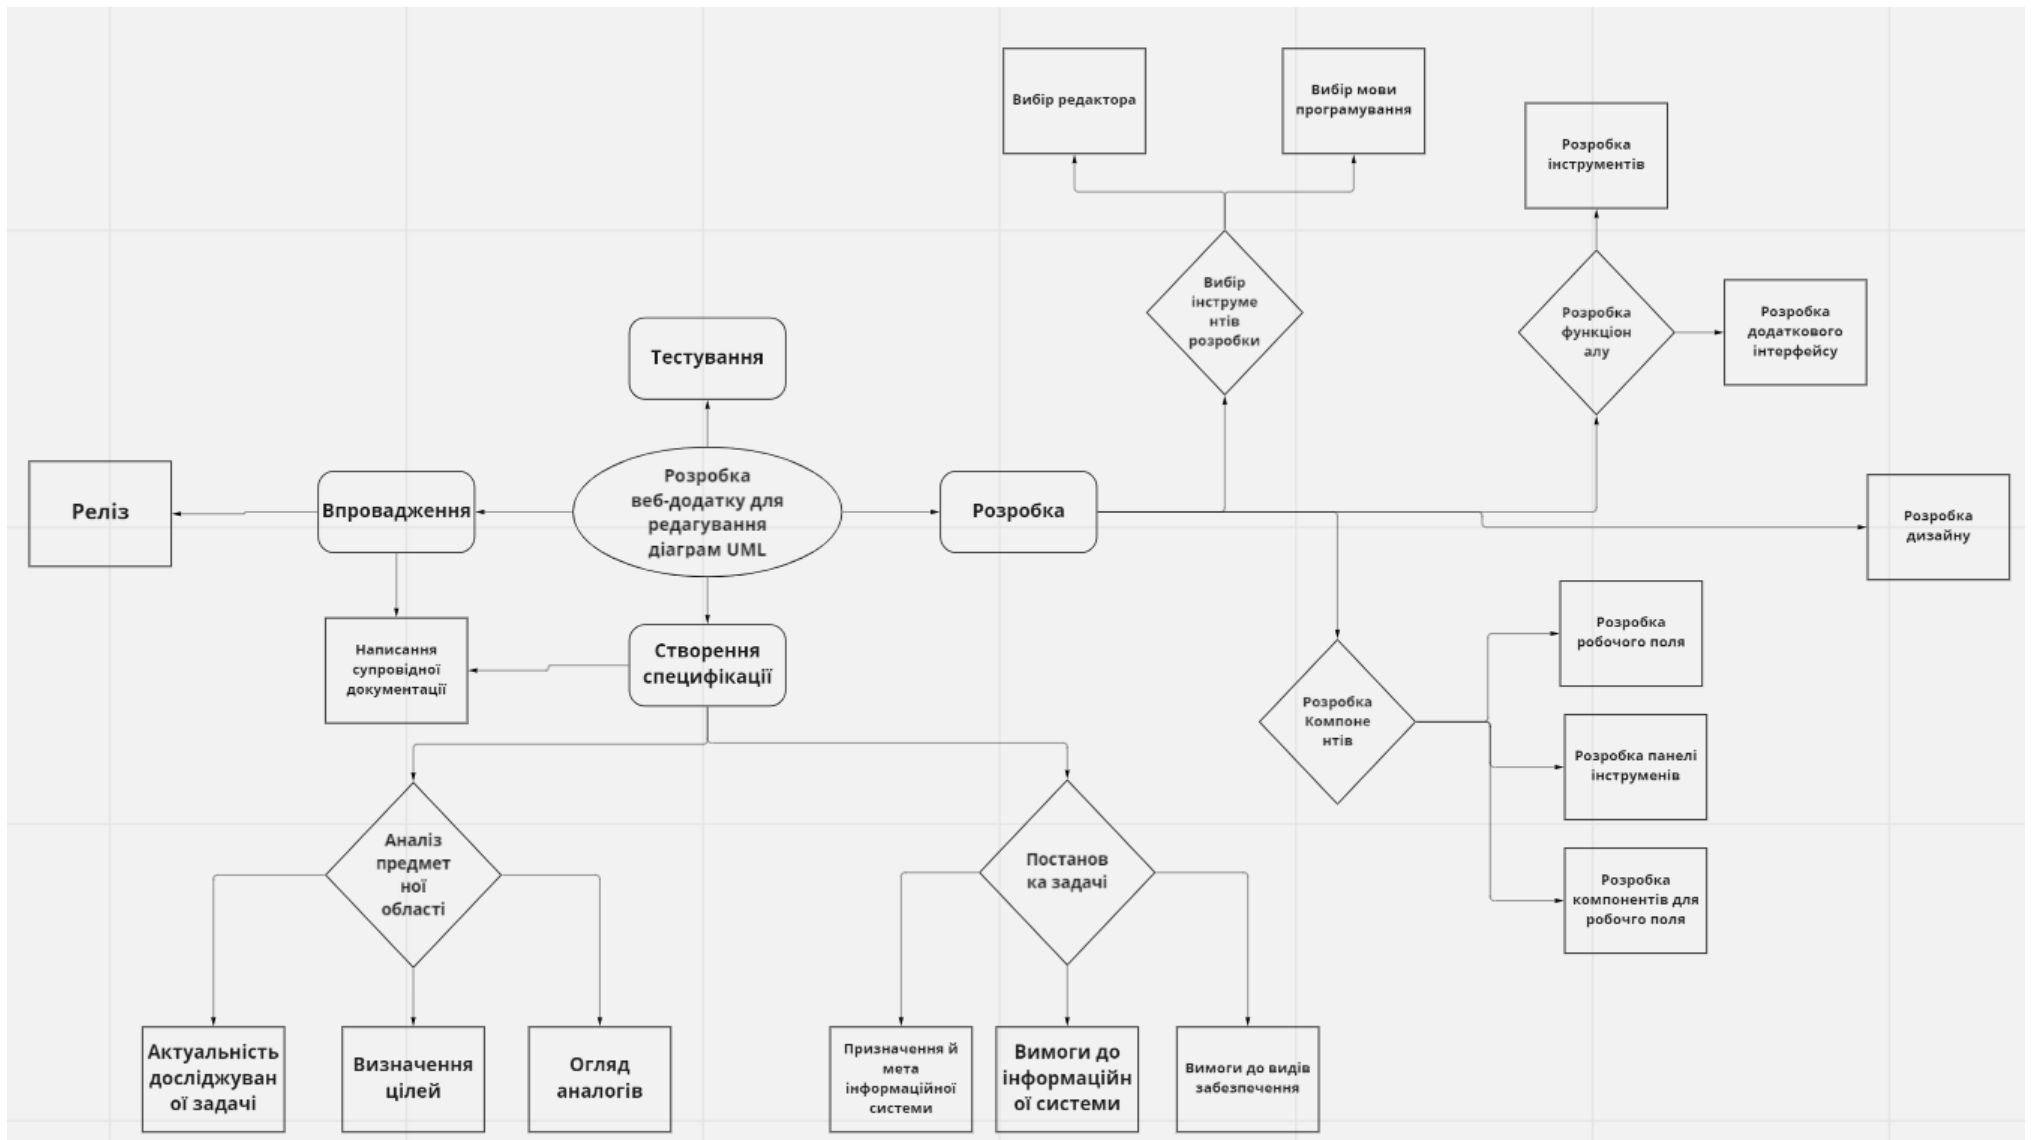 Вибір редактора
Вибір мови
програмування
Розробка
інструментів
Вибір
інструме
нтів
розробки
Розробка
функціон
алу
Розробка
додаткового
інтерфейсу
Тестування
Реліз
Впровадження
Розробка
веб-додатку для
редагування
діаграм UML
Розробка
Розробка
дизайну
Написання
супровідної
документації
Створення
специфікації
Розробка
робочого поля
Розробка
Компоне
нтів
Розробка панелі
інструменів
Розробка
компонентів для
робочго поля
Аналіз
предмет
ної
області
Постанов
ка задачі
Актуальність
досліджуван
ої задачі
Визначення
цілей
Огляд
аналогів
Призначення й
мета
інформаційної
системи
Вимоги до
інформаційн
ої системи
Вимоги до видів
забезпечення